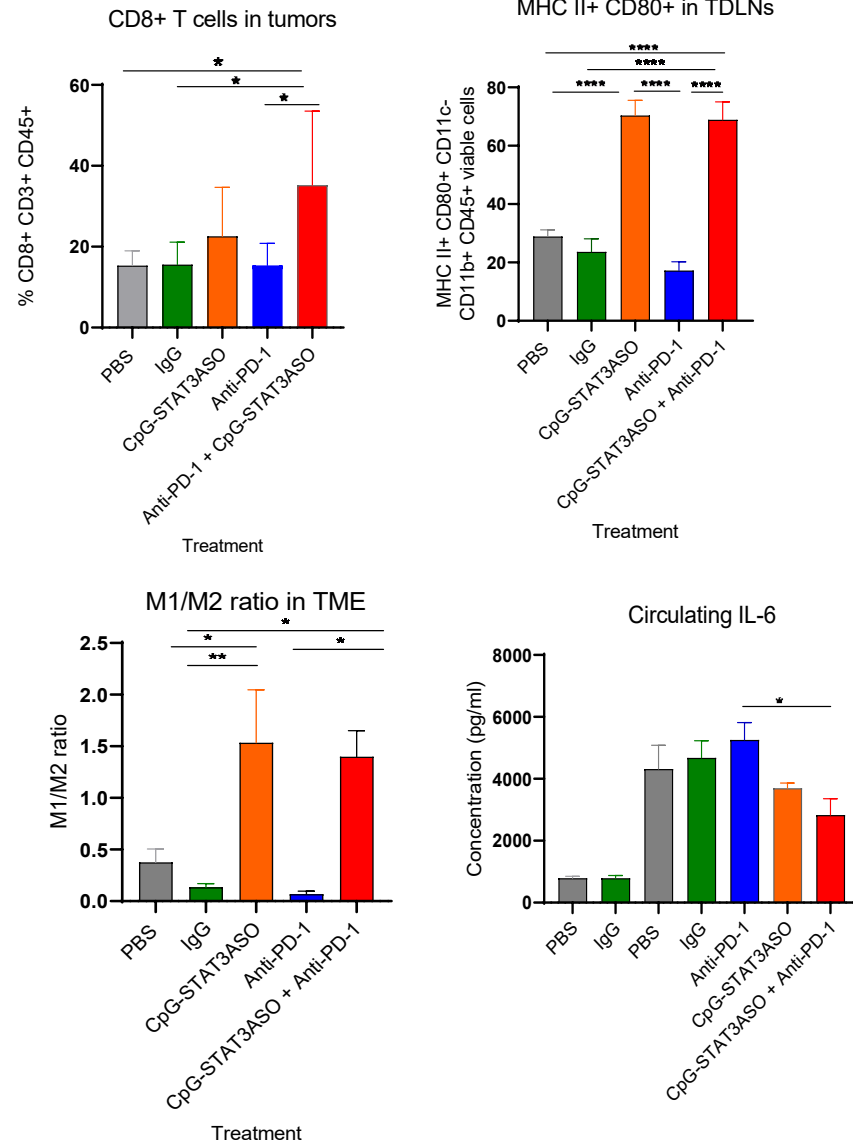 CD8+ T cells in tumors
* 
*
*
% CD8+ CD3+ CD45+
60
40
20
0
PBS
IgG
CpG-STAT3ASO
Anti-PD-1
Anti-PD-1 + CpG-STAT3ASO
Treatment
MHC II+ CD80+ in TDLNs
****
****
**** **** ****
MHC II+ CD80+ CD11c-
CD11b+ CD45+ viable cells
80
60
40
20
0
PBS
IgG
CpG-STAT3ASO
Anti-PD-1
CpG-STAT3ASO + Anti-PD-1
Treatment
M1/M2 ratio in TME
*
* *
**
M1/M2 ratio
2.5
2.0
1.5
1.0
0.5
0.0
PBS
IgG
CpG-STAT3ASO
Anti-PD-1
CpG-STAT3ASO + Anti-PD-1
Treatment
Circulating IL-6
*
Concentration (pg/ml)
8000
6000
4000
2000
0
PBS
IgG
PBS
IgG
Anti-PD-1
CpG-STAT3ASO
CpG-STAT3ASO + Anti-PD-1